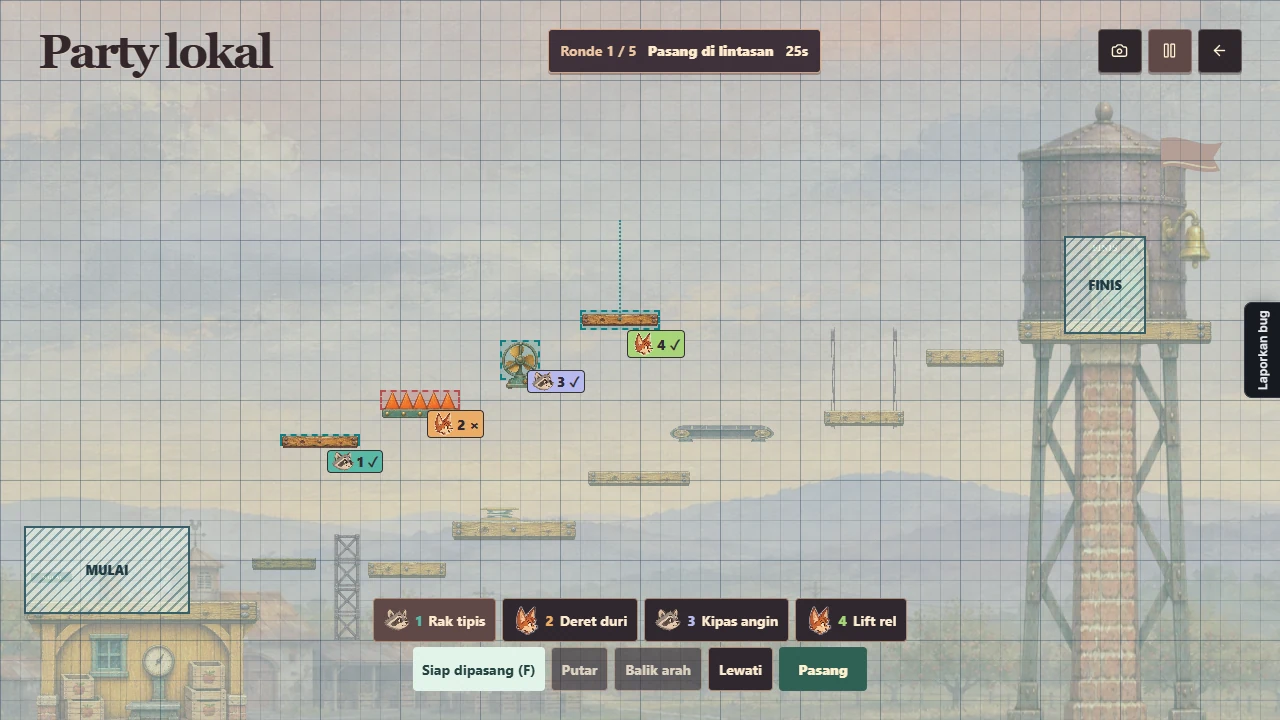 Party lokal
Ronde 1 / 5 Pasang di lintasan 25s
FINIS
Laporkan bug
4 ✓
3 ✓
2 ×
1 ✓
MULAI
1 Rak tipis
2 Deret duri
3 Kipas angin
4 Lift rel
Siap dipasang (F)
Putar
Balik arah
Lewati
Pasang